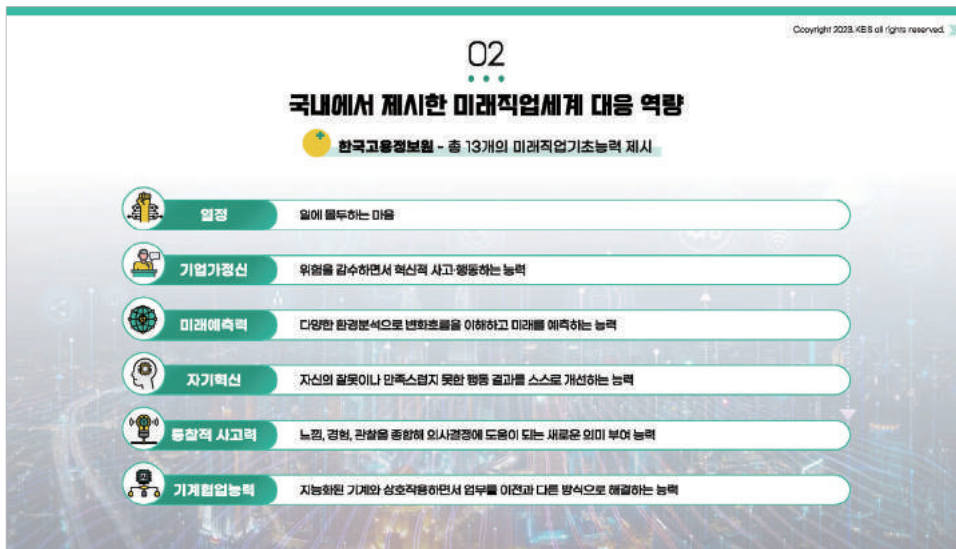 Copyright 2023. KBS all rights reserved.
02
국내에서 제시한 미래직업세계 대응 역량
한국고용정보원 - 총 13개의 미래직업기초능력 제시
열정
일에 몰두하는 마음
기업가정신
위험을 감수하면서 혁신적 사고·행동하는 능력
미래예측력
다양한 환경분석으로 변화흐름을 이해하고 미래를 예측하는 능력
자기혁신
자신의 잘못이나 만족스럽지 못한 행동 결과를 스스로 개선하는 능력
통찰적 사고력
느낌, 경험, 관찰을 종합해 의사결정에 도움이 되는 새로운 의미 부여 능력
기계협업능력
지능화된 기계와 상호작용하면서 업무를 이전과 다른 방식으로 해결하는 능력